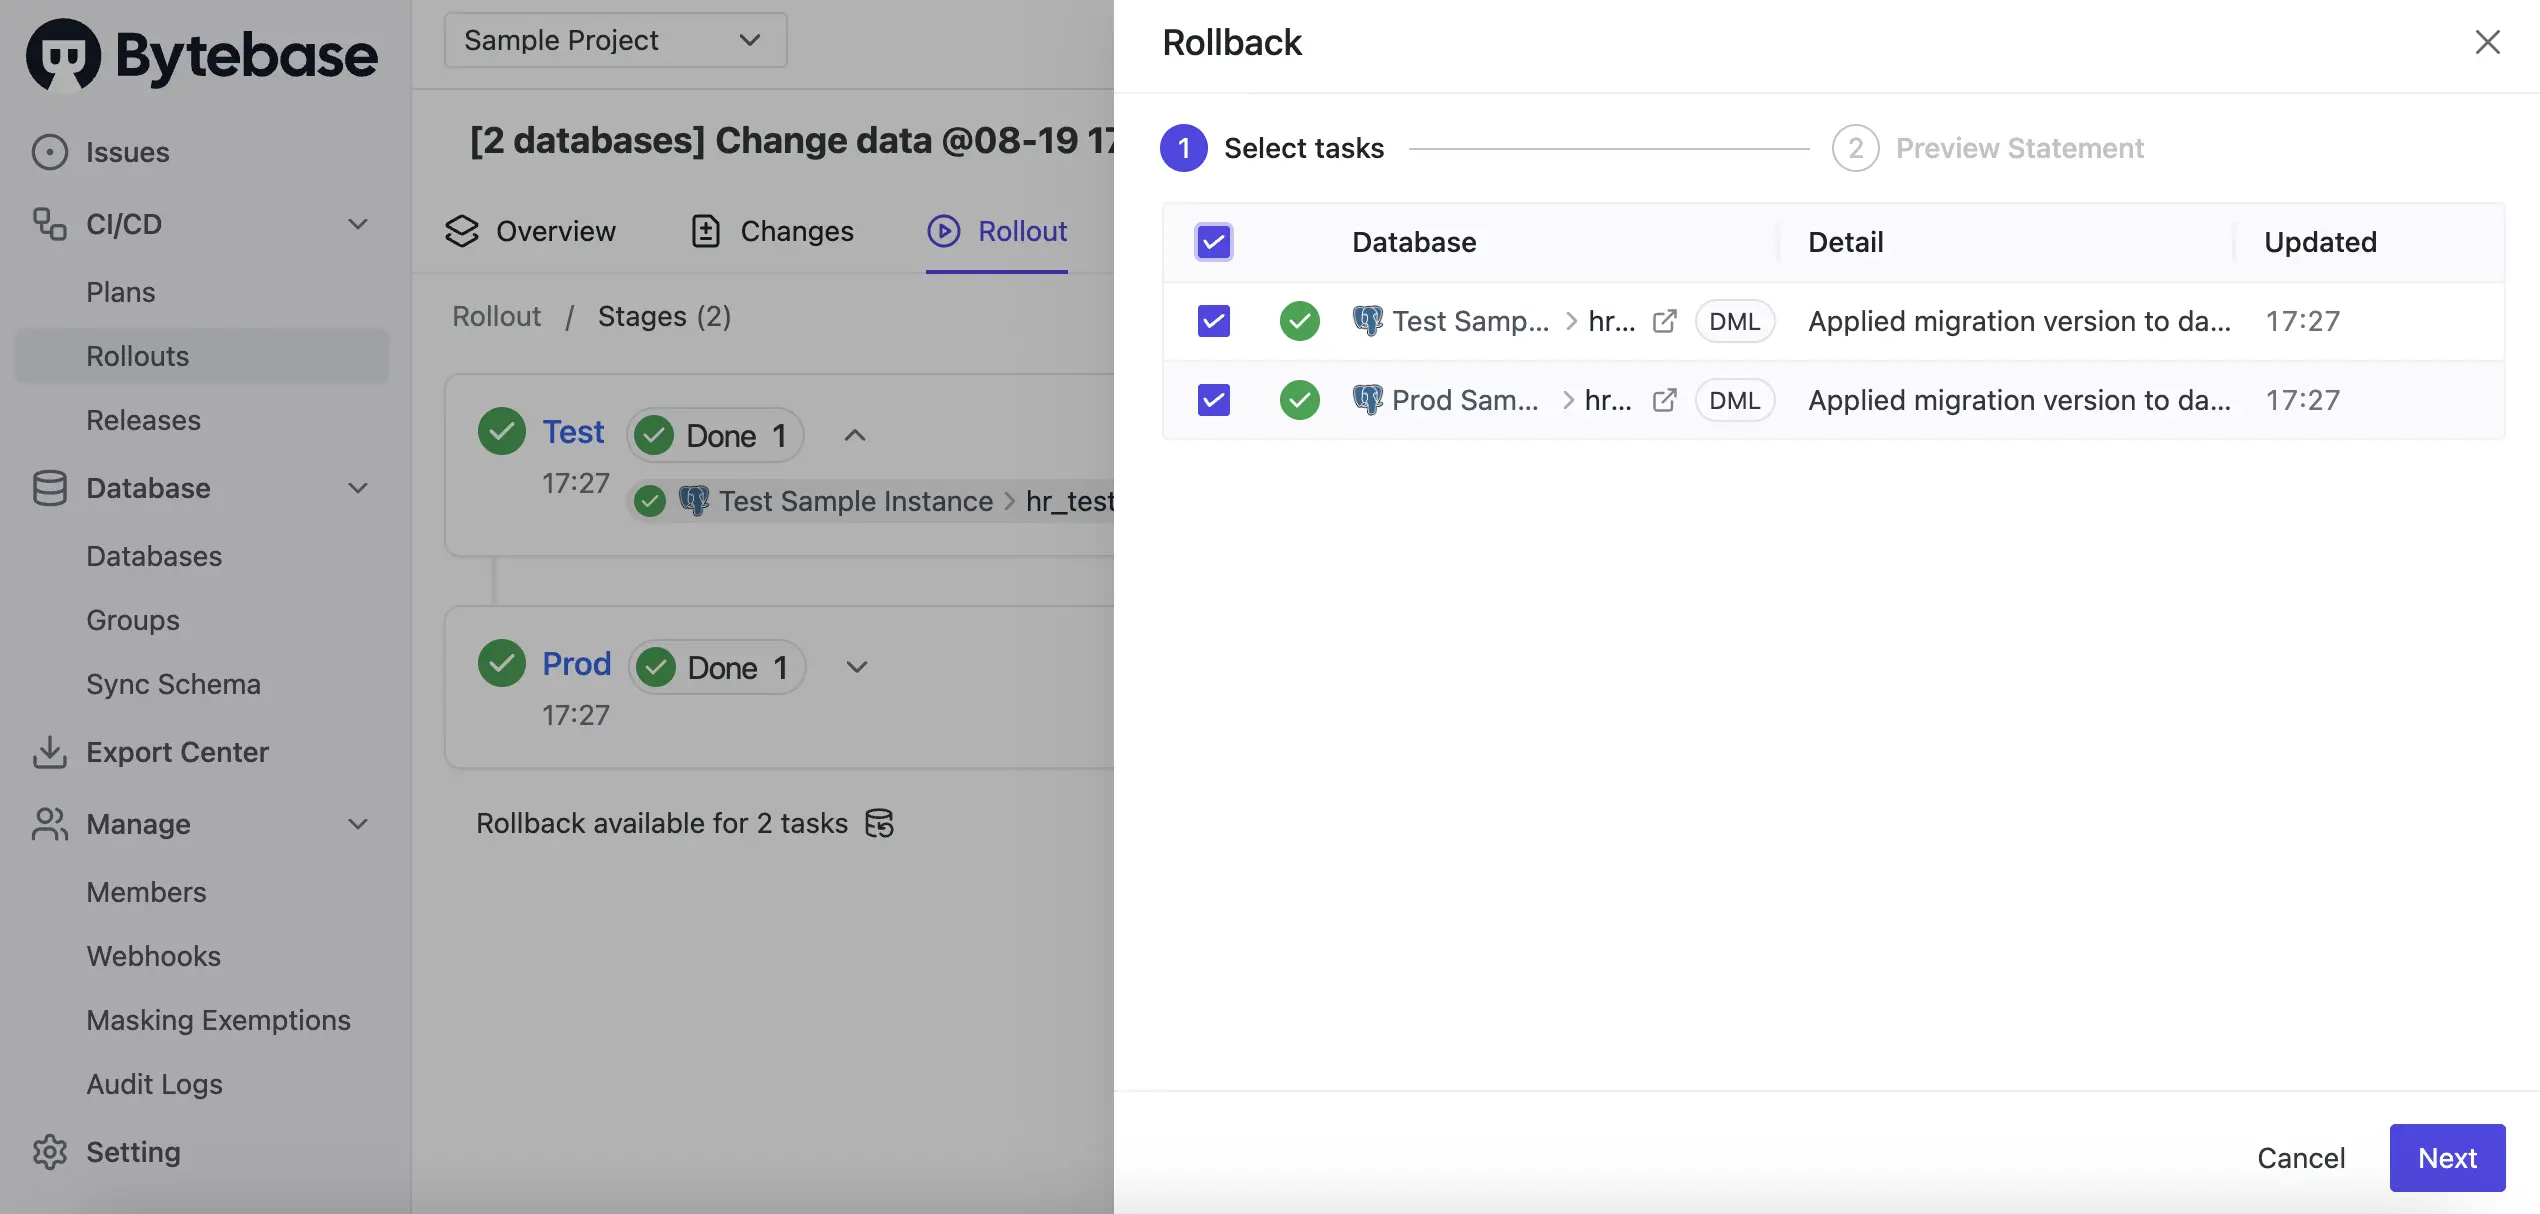 Bytebase
Issues
CI/CD
Plans
Rollouts
Releases
Database
Databases
Groups
Sync Schema
Export Center
Manage
Members
Webhooks
Masking Exemptions
Audit Logs
Setting
Sample Project
[2 databases] Change data @08-19 17
Overview Changes Rollout
Rollout / Stages (2)
Test Done 1
17:27
Test Sample Instance > hr_test
Prod Done 1
17:27
Rollback available for 2 tasks
Rollback
1 Select tasks 2 Preview Statement
Database Detail Updated
Test Samp... > hr... DML Applied migration version to da... 17:27
Prod Sam... > hr... DML Applied migration version to da... 17:27
Cancel Next